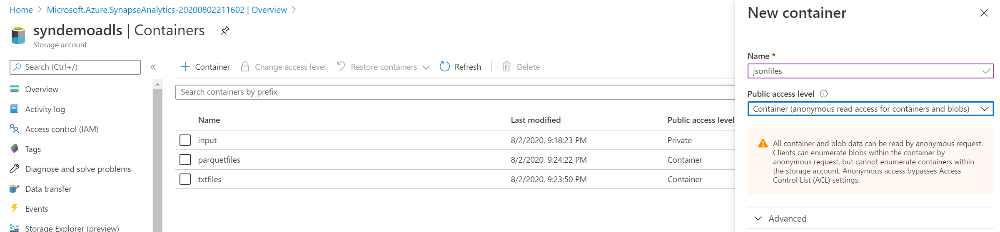 Home > Microsoft.Azure.SynapseAnalytics-20200802211602 | Overview >
syndemoadls | Containers
Storage account
Search (Ctrl+/)
«
Overview
Activity log
Access control (IAM)
Tags
Diagnose and solve problems
Data transfer
Events
Storage Explorer (preview)
+ Container Change access level Restore containers Refresh Delete
Search containers by prefix
Name Last modified Public access level
input 8/2/2020, 9:18:23 PM Private
parquetfiles 8/2/2020, 9:24:22 PM Container
txtfiles 8/2/2020, 9:23:50 PM Container
New container
Name *
jsonfiles
Public access level
Container (anonymous read access for containers and blobs)
All container and blob data can be read by anonymous request.
Clients can enumerate blobs within the container by
anonymous request, but cannot enumerate containers within
the storage account. Anonymous access bypasses Access
Control List (ACL) settings.
Advanced